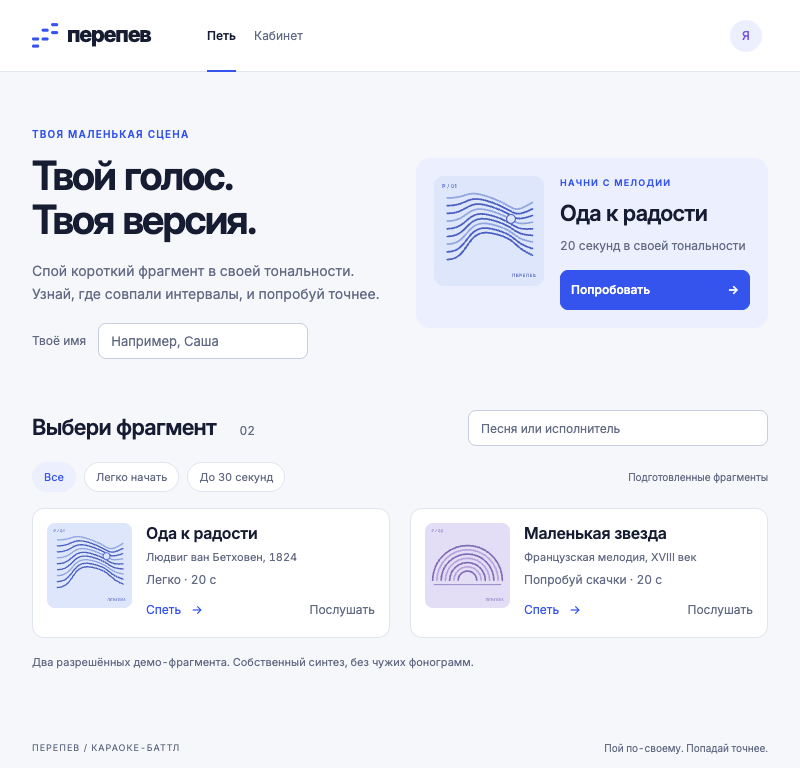 перепев
Петь
Кабинет
Я
ТВОЯ МАЛЕНЬКАЯ СЦЕНА
Твой голос.
Твоя версия.
Спой короткий фрагмент в своей тональности.
Узнай, где совпали интервалы, и попробуй точнее.
Твоё имя
Например, Саша
P / 01
ПЕРЕПЕВ
НАЧНИ С МЕЛОДИИ
Ода к радости
20 секунд в своей тональности
Попробовать →
Выбери фрагмент 02
Песня или исполнитель
Все
Легко начать
До 30 секунд
Подготовленные фрагменты
Ода к радости
Людвиг ван Бетховен, 1824
Легко · 20 с
Спеть →
Послушать
Маленькая звезда
Французская мелодия, XVIII век
Попробуй скачки · 20 с
Спеть →
Послушать
Два разрешённых демо-фрагмента. Собственный синтез, без чужих фонограмм.
ПЕРЕПЕВ / КАРАОКЕ-БАТТЛ
Пой по-своему. Попадай точнее.